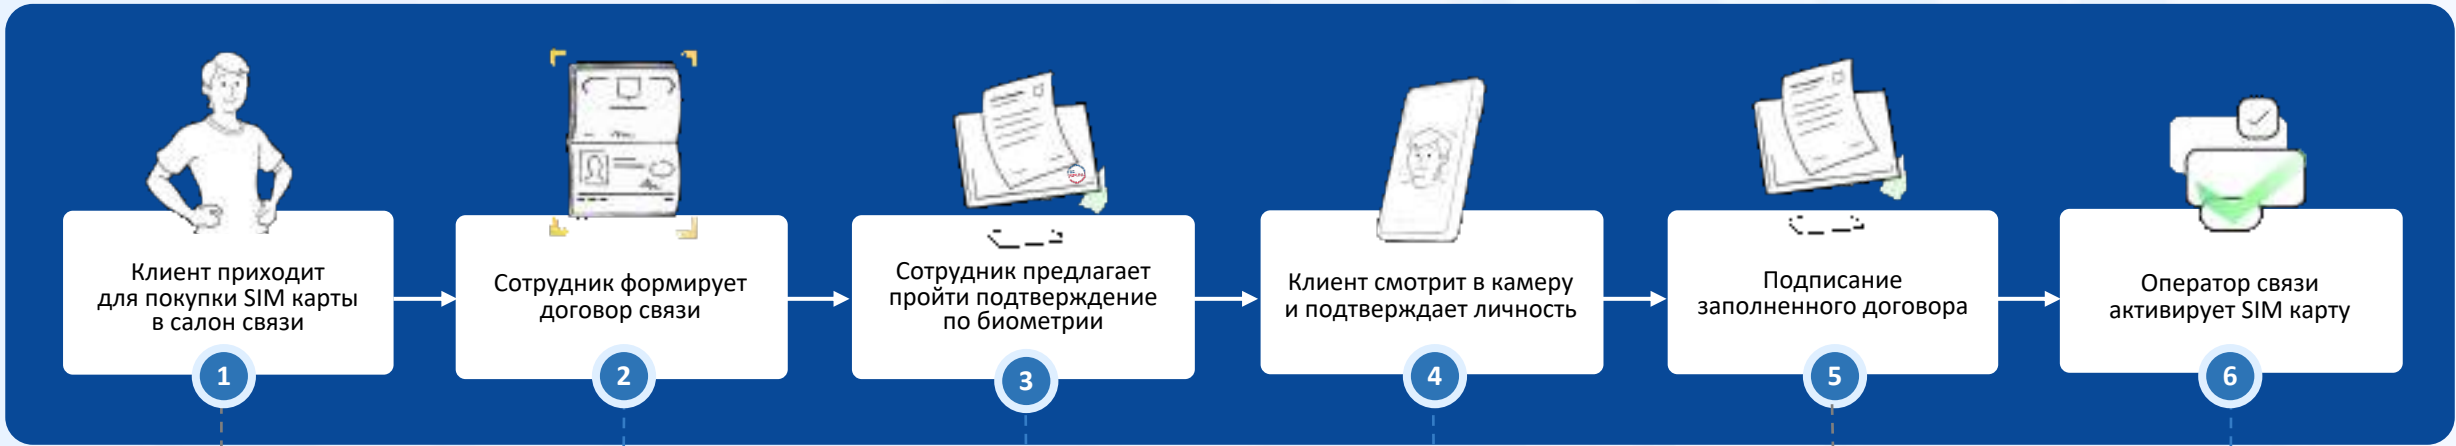 Клиент приходит
для покупки SIM карты
в салон связи
1
Сотрудник формирует
договор связи
2
Сотрудник предлагает
пройти подтверждение
по биометрии
3
Клиент смотрит в камеру
и подтверждает личность
4
Подписание
заполненного договора
5
Оператор связи
активирует SIM карту
6